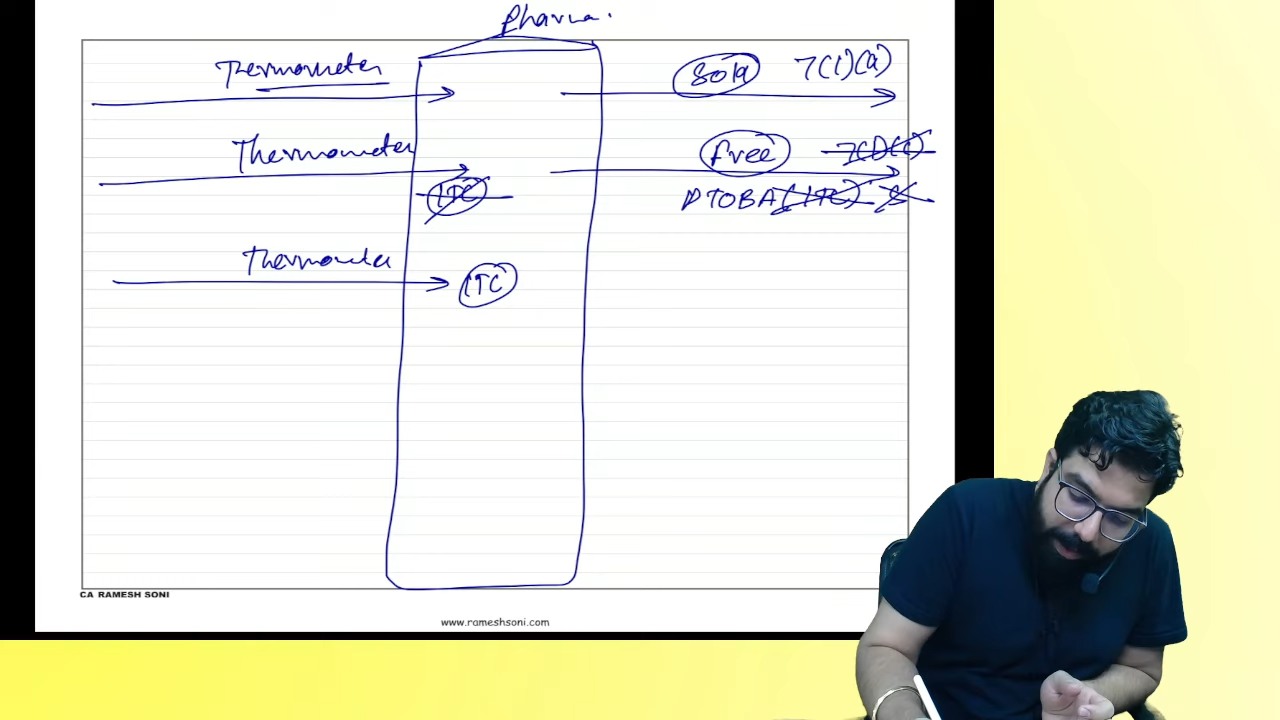 Pharma.
Thermometer
Sold 7(1)(a)
Thermometer
Free 7(1)(c)
ITC
PTOBA (ITC)
Thermometer
ITC
CA RAMESH SONI
www.rameshsoni.com